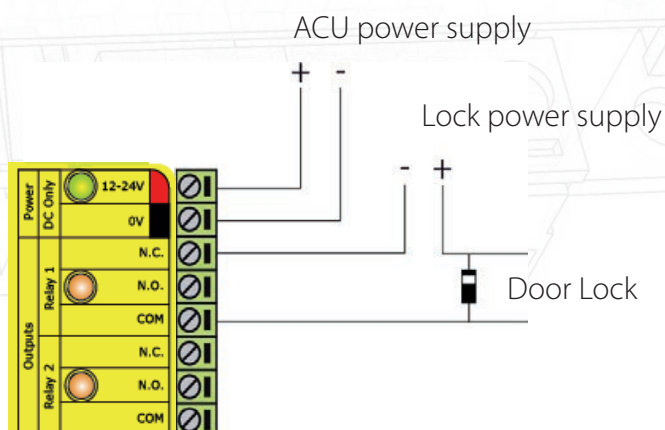 ACU power supply
+ -
Lock power supply
- +
Door Lock
Power
DC Only
12-24V
0V
Outputs
Relay 1
N.C.
N.O.
COM
Relay 2
N.C.
N.O.
COM